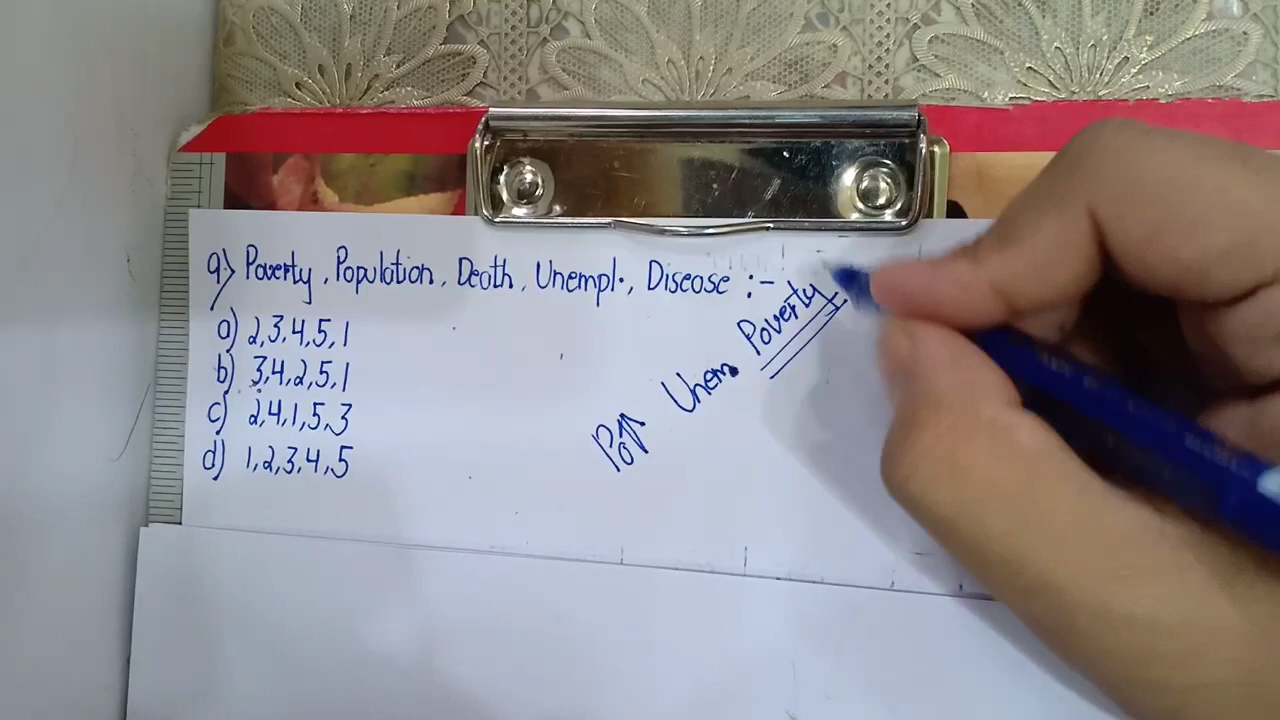 q) Poverty, Population, Death, Unempl., Disease :-
a) 2,3,4,5,1
b) 3,4,2,5,1
c) 2,4,1,5,3
d) 1,2,3,4,5
Pop Unem Poverty